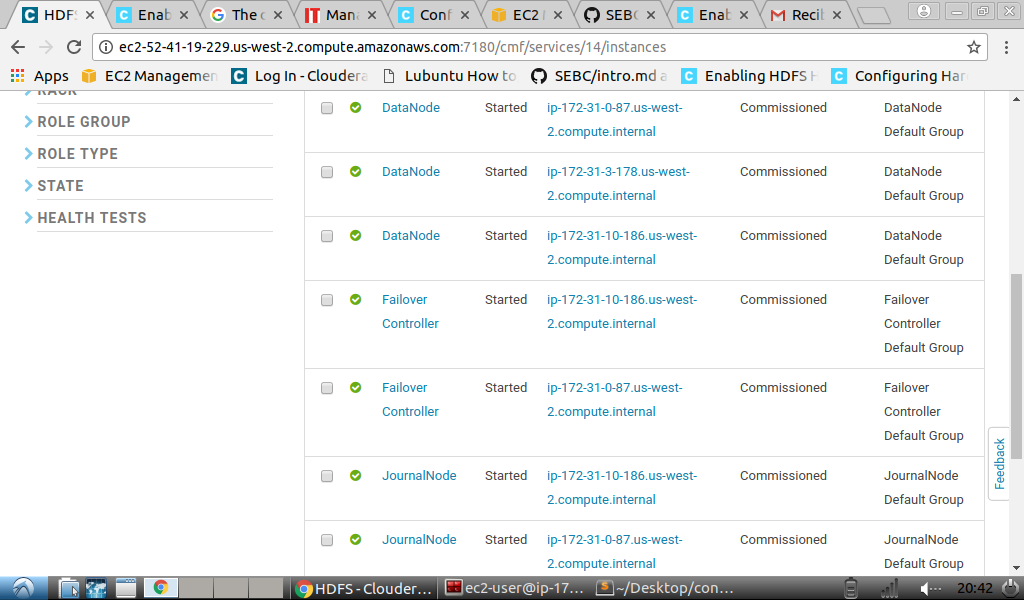 HDFS
Enab
The c
Man
Conf
EC2
SEBC
Enab
Recib
ec2-52-41-19-229.us-west-2.compute.amazonaws.com:7180/cmf/services/14/instances
Apps
EC2 Managemen
Log In - Cloudera
Lubuntu How to
SEBC/intro.md a
Enabling HDFS H
Configuring Har
RACK
ROLE GROUP
ROLE TYPE
STATE
HEALTH TESTS
DataNode Started ip-172-31-0-87.us-west- Commissioned DataNode
2.compute.internal Default Group
DataNode Started ip-172-31-3-178.us-west- Commissioned DataNode
2.compute.internal Default Group
DataNode Started ip-172-31-10-186.us-west- Commissioned DataNode
2.compute.internal Default Group
Failover Started ip-172-31-10-186.us-west- Commissioned Failover
Controller 2.compute.internal Controller
Default Group
Failover Started ip-172-31-0-87.us-west- Commissioned Failover
Controller 2.compute.internal Controller
Default Group
JournalNode Started ip-172-31-10-186.us-west- Commissioned JournalNode
2.compute.internal Default Group
JournalNode Started ip-172-31-0-87.us-west- Commissioned JournalNode
2.compute.internal Default Group
Feedback
HDFS - Clouder...
ec2-user@ip-17...
~/Desktop/con...
20:42